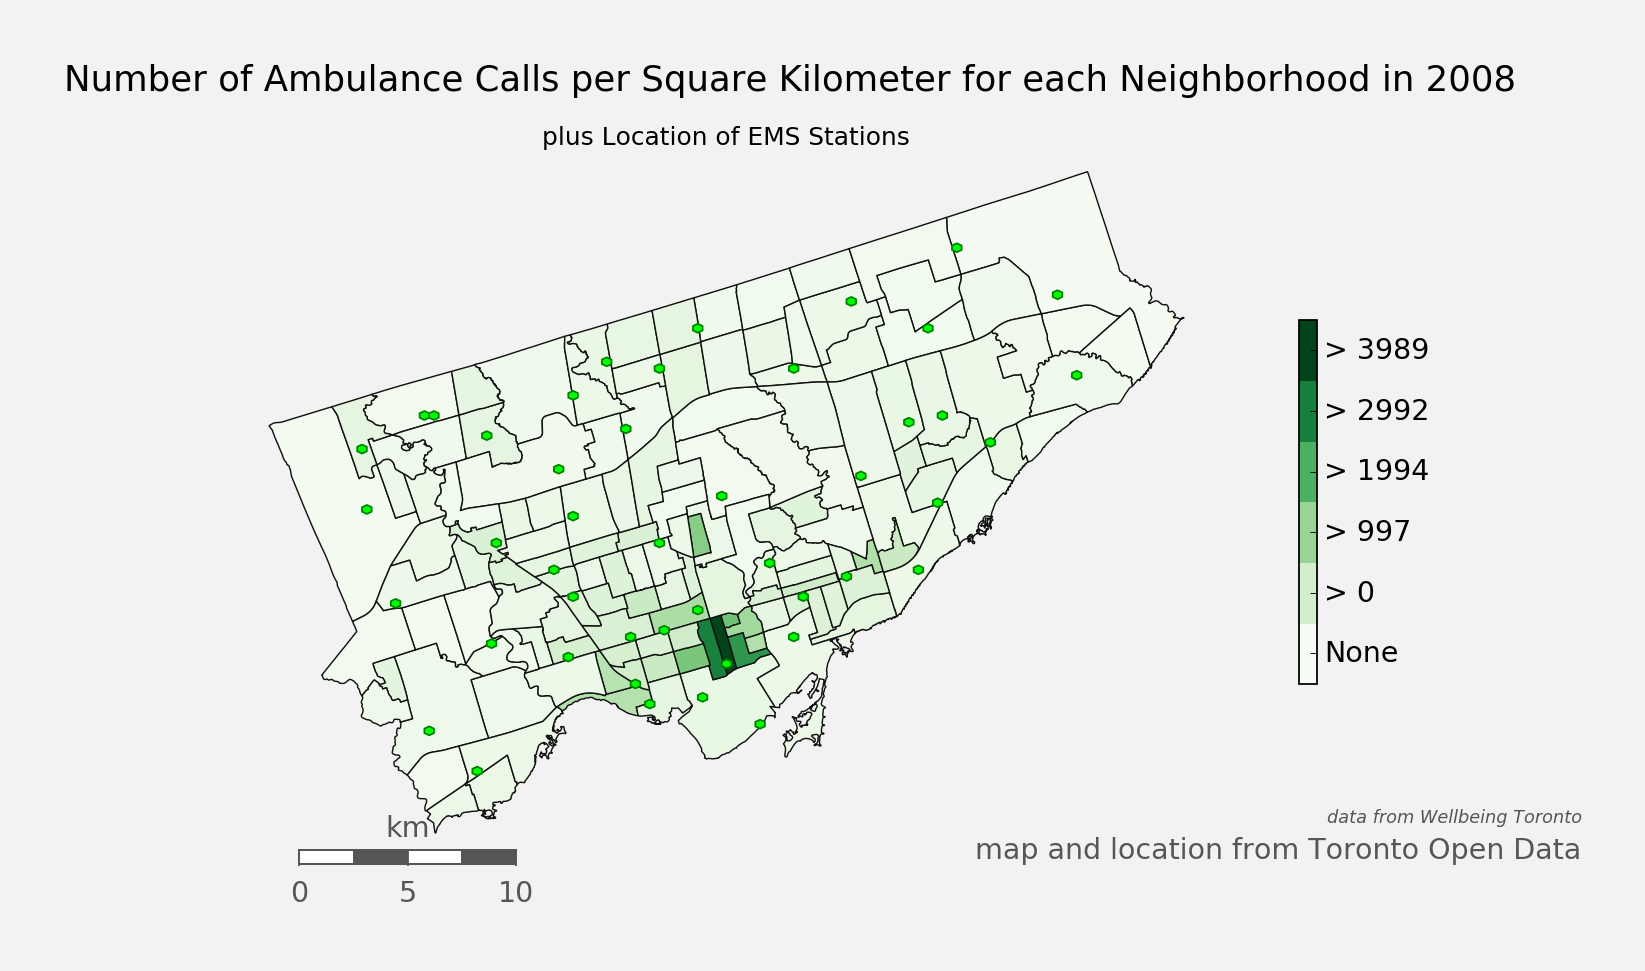 Number of Ambulance Calls per Square Kilometer for each Neighborhood in 2008
plus Location of EMS Stations
> 3989
> 2992
> 1994
> 997
> 0
None
km
0 5 10
data from Wellbeing Toronto
map and location from Toronto Open Data